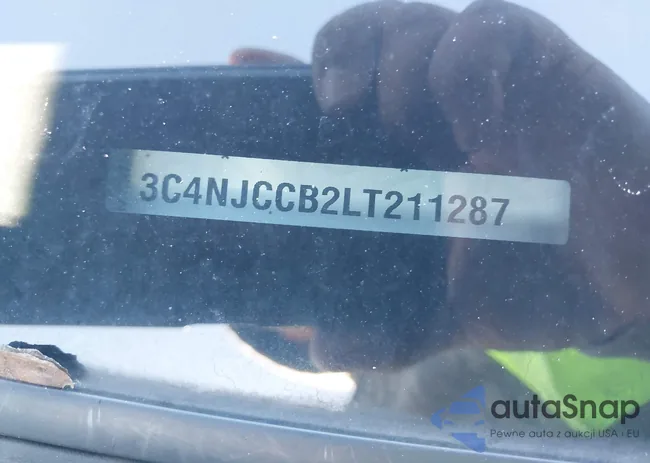 3C4NJCCB2LT211287
autaSnap
Pewne auta z aukcji USA i EU